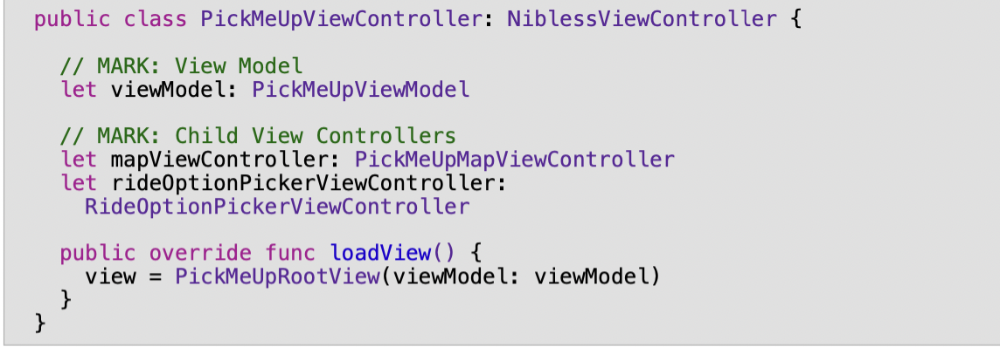 public class PickMeUpViewController: NiblessViewController {
// MARK: View Model
let viewModel: PickMeUpViewModel
// MARK: Child View Controllers
let mapViewController: PickMeUpMapViewController
let rideOptionPickerViewController:
RideOptionPickerViewController
public override func loadView() {
view = PickMeUpRootView(viewModel: viewModel)
}
}